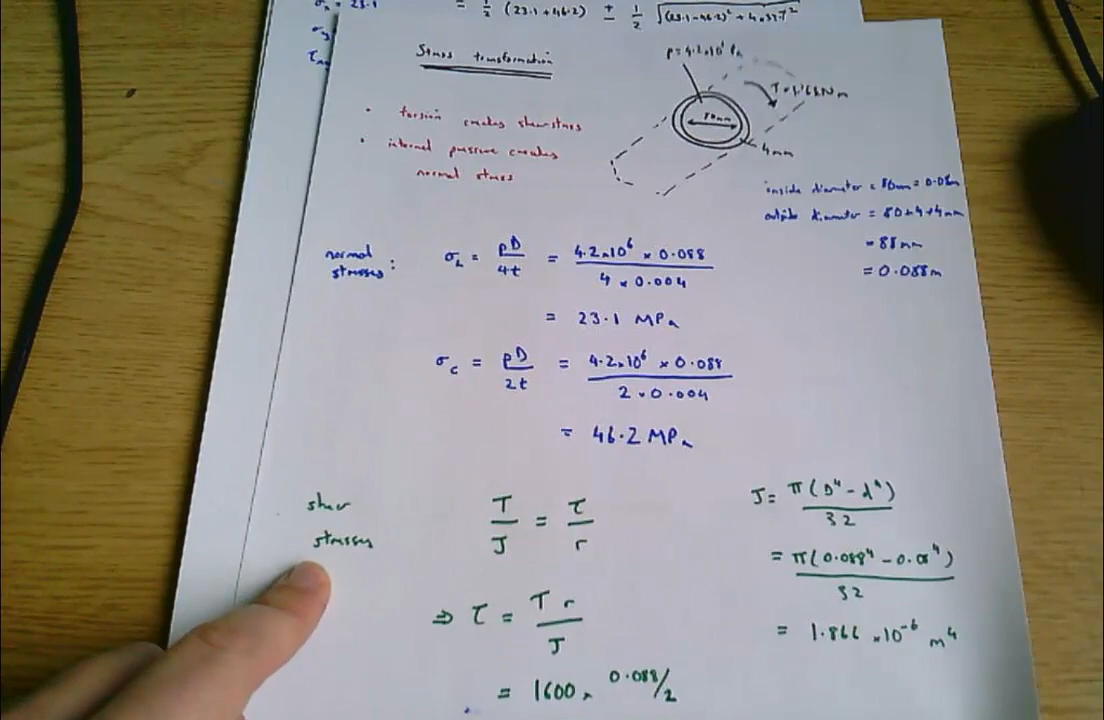 = 23.1
= 1/2 (23.1+46.2) ± 1/2 √(23.1-46.2)² + 4×37.7²
Stress transformation
P=4.2×10⁶ Pa
80mm
4mm
• torsion creates shear stress
• internal pressure creates
normal stress
inside diameter = 80mm = 0.08m
outside diameter = 80+4+4mm
= 88mm
= 0.088m
normal
stresses:
σL = pD/4t = 4.2×10⁶ × 0.088 / 4 × 0.004
= 23.1 MPa
σc = pD/2t = 4.2×10⁶ × 0.088 / 2 × 0.004
= 46.2 MPa
shear
stresses
T/J = τ/r
⇒ τ = Tr/J
= 1600 × 0.088/2
J = π(D⁴ - d⁴)/32
= π(0.088⁴ - 0.08⁴)/32
= 1.866 ×10⁻⁶ m⁴